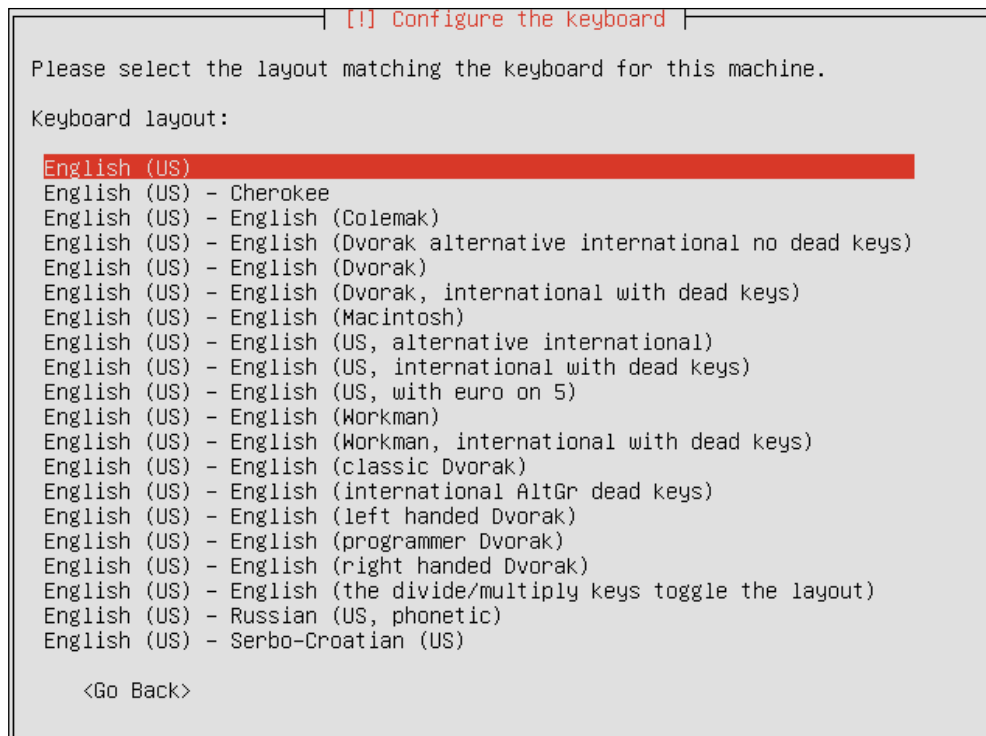 [!] Configure the keyboard
Please select the layout matching the keyboard for this machine.
Keyboard layout:
English (US)
English (US) – Cherokee
English (US) – English (Colemak)
English (US) – English (Dvorak alternative international no dead keys)
English (US) – English (Dvorak)
English (US) – English (Dvorak, international with dead keys)
English (US) – English (Macintosh)
English (US) – English (US, alternative international)
English (US) – English (US, international with dead keys)
English (US) – English (US, with euro on 5)
English (US) – English (Workman)
English (US) – English (Workman, international with dead keys)
English (US) – English (classic Dvorak)
English (US) – English (international AltGr dead keys)
English (US) – English (left handed Dvorak)
English (US) – English (programmer Dvorak)
English (US) – English (right handed Dvorak)
English (US) – English (the divide/multiply keys toggle the layout)
English (US) – Russian (US, phonetic)
English (US) – Serbo-Croatian (US)
<Go Back>